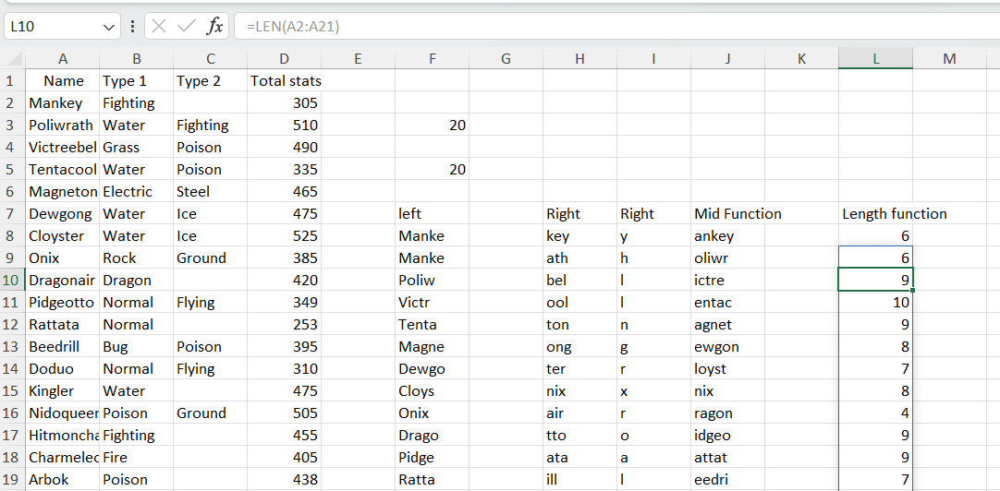 L10 fx =LEN(A2:A21)
A B C D E F G H I J K L M
1 Name Type 1 Type 2 Total stats
2 Mankey Fighting 305
3 Poliwrath Water Fighting 510 20
4 Victreebel Grass Poison 490
5 Tentacool Water Poison 335 20
6 Magneton Electric Steel 465
7 Dewgong Water Ice 475 left Right Right Mid Function Length function
8 Cloyster Water Ice 525 Manke key y ankey 6
9 Onix Rock Ground 385 Manke ath h oliwr 6
10 Dragonair Dragon 420 Poliw bel l ictre 9
11 Pidgeotto Normal Flying 349 Victr ool l entac 10
12 Rattata Normal 253 Tenta ton n agnet 9
13 Beedrill Bug Poison 395 Magne ong g ewgon 8
14 Doduo Normal Flying 310 Dewgo ter r loyst 7
15 Kingler Water 475 Cloys nix x nix 8
16 Nidoqueer Poison Ground 505 Onix air r ragon 4
17 Hitmoncha Fighting 455 Drago tto o idgeo 9
18 Charmelec Fire 405 Pidge ata a attat 9
19 Arbok Poison 438 Ratta ill l eedri 7